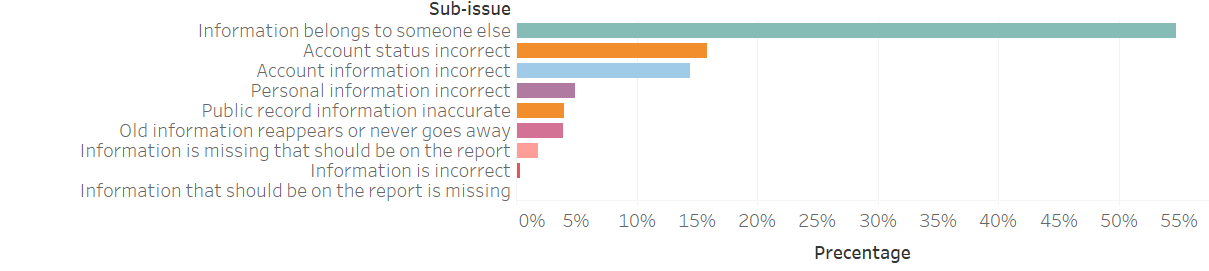 Sub-issue
Information belongs to someone else
Account status incorrect
Account information incorrect
Personal information incorrect
Public record information inaccurate
Old information reappears or never goes away
Information is missing that should be on the report
Information is incorrect
Information that should be on the report is missing
0% 5% 10% 15% 20% 25% 30% 35% 40% 45% 50% 55%
Precentage